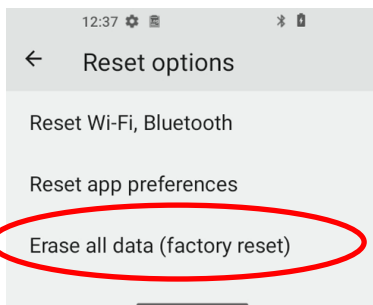 12:37
Reset options
Reset Wi-Fi, Bluetooth
Reset app preferences
Erase all data (factory reset)